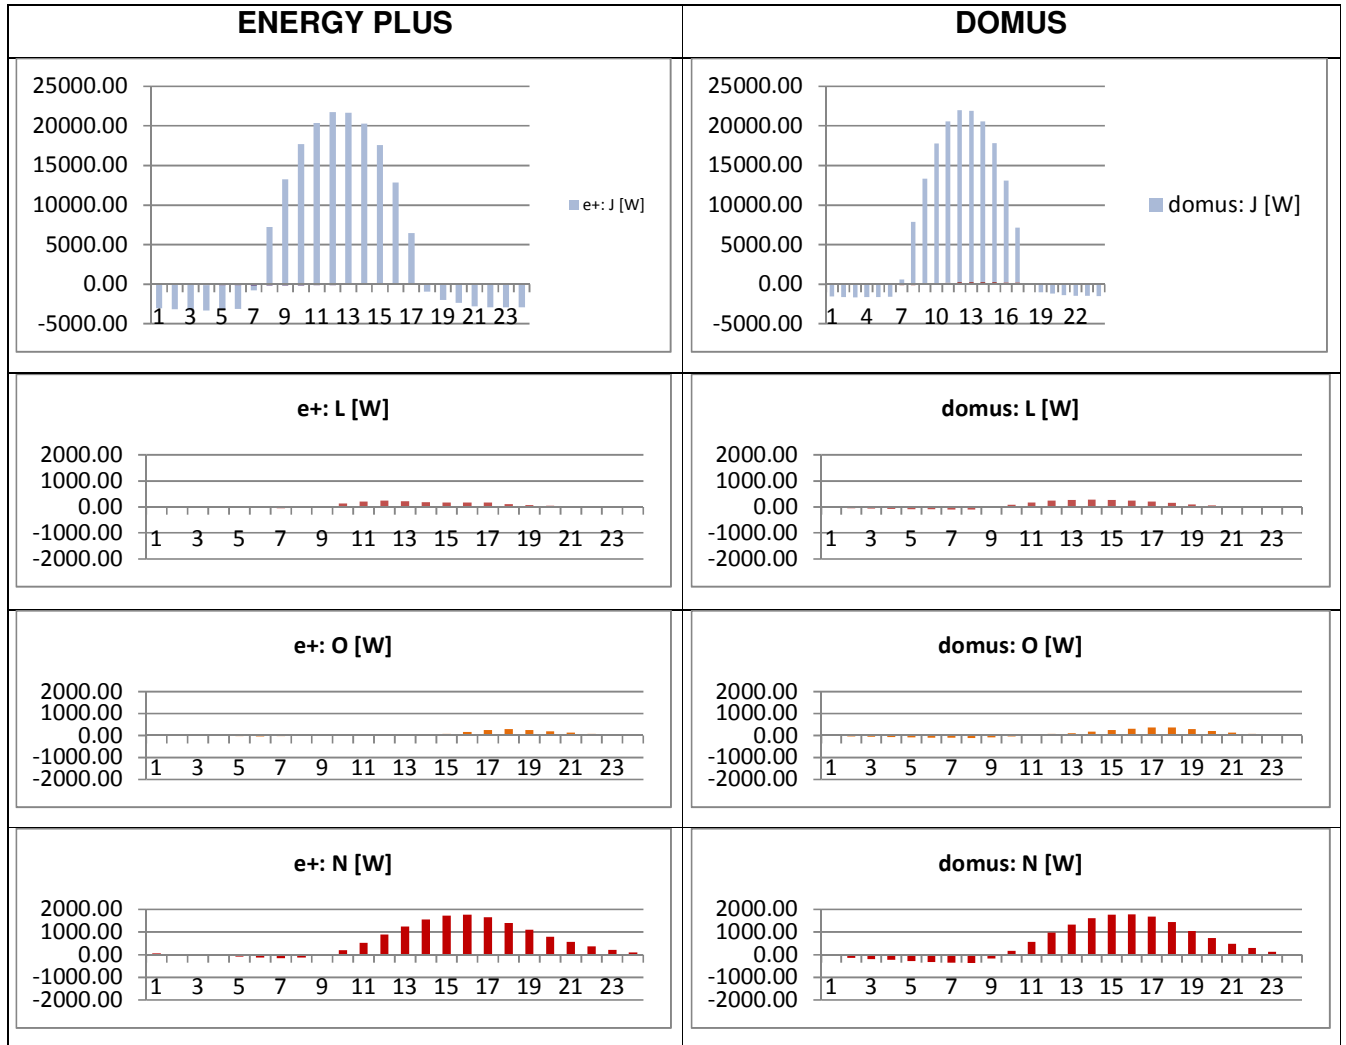 ENERGY PLUS
DOMUS
25000.00
20000.00
15000.00
10000.00
5000.00
0.00
-5000.00
1 3 5 7 9 11 13 15 17 19 21 23
e+: J [W]
25000.00
20000.00
15000.00
10000.00
5000.00
0.00
-5000.00
1 4 7 10 13 16 19 22
domus: J [W]
e+: L [W]
2000.00
1000.00
0.00
-1000.00
-2000.00
1 3 5 7 9 11 13 15 17 19 21 23
domus: L [W]
2000.00
1000.00
0.00
-1000.00
-2000.00
1 3 5 7 9 11 13 15 17 19 21 23
e+: O [W]
2000.00
1000.00
0.00
-1000.00
-2000.00
1 3 5 7 9 11 13 15 17 19 21 23
domus: O [W]
2000.00
1000.00
0.00
-1000.00
-2000.00
1 3 5 7 9 11 13 15 17 19 21 23
e+: N [W]
2000.00
1000.00
0.00
-1000.00
-2000.00
1 3 5 7 9 11 13 15 17 19 21 23
domus: N [W]
2000.00
1000.00
0.00
-1000.00
-2000.00
1 3 5 7 9 11 13 15 17 19 21 23